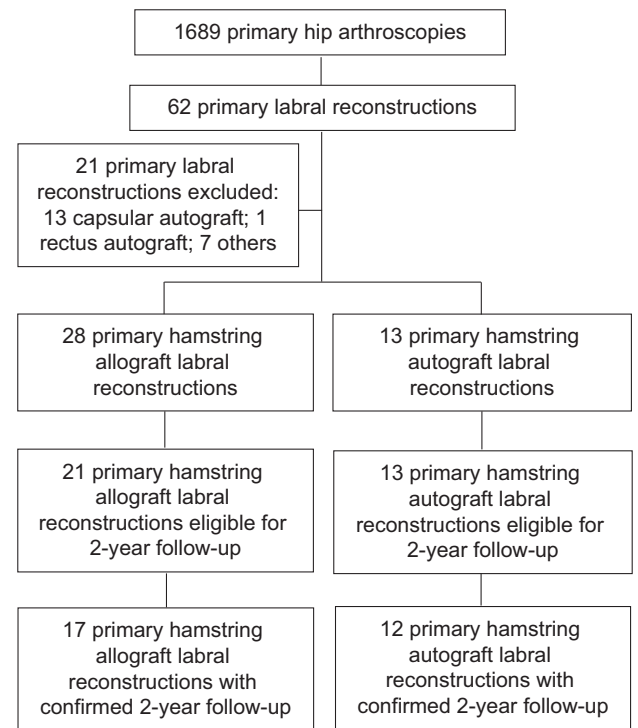 1689 primary hip arthroscopies
62 primary labral reconstructions
21 primary labral
reconstructions excluded:
13 capsular autograft; 1
rectus autograft; 7 others
28 primary hamstring
allograft labral
reconstructions
13 primary hamstring
autograft labral
reconstructions
21 primary hamstring
allograft labral
reconstructions eligible for
2-year follow-up
13 primary hamstring
autograft labral
reconstructions eligible for
2-year follow-up
17 primary hamstring
allograft labral
reconstructions with
confirmed 2-year follow-up
12 primary hamstring
autograft labral
reconstructions with
confirmed 2-year follow-up